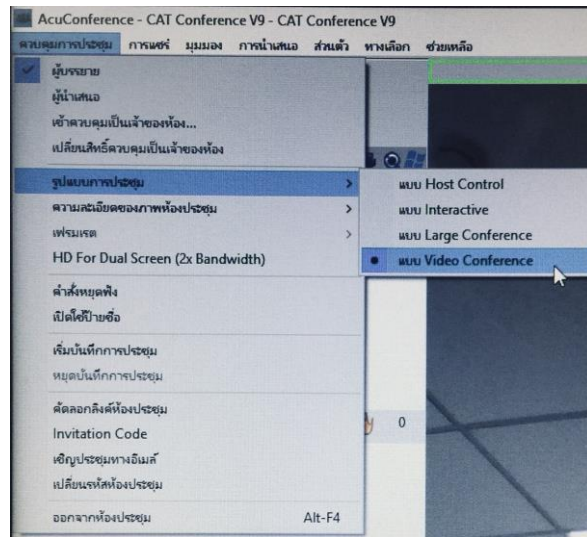 AcuConference - CAT Conference V9 - CAT Conference V9
ควบคุมการประชุม การแชร์ มุมมอง การนำเสนอ ส่วนตัว ทางเลือก ช่วยเหลือ
ผู้บรรยาย
ผู้นำเสนอ
เข้าควบคุมเป็นเจ้าของห้อง...
เปลี่ยนสิทธิ์ควบคุมเป็นเจ้าของห้อง
รูปแบบการประชุม >
แบบ Host Control
ความละเอียดของภาพห้องประชุม >
แบบ Interactive
เฟรมเรต >
แบบ Large Conference
HD For Dual Screen (2x Bandwidth)
แบบ Video Conference
คำสั่งหยุดฟัง
เปิดใช้ป้ายชื่อ
เริ่มบันทึกการประชุม
หยุดบันทึกการประชุม
คัดลอกลิงค์ห้องประชุม
0
Invitation Code
เชิญประชุมทางอีเมล์
เปลี่ยนรหัสห้องประชุม
ออกจากห้องประชุม Alt-F4